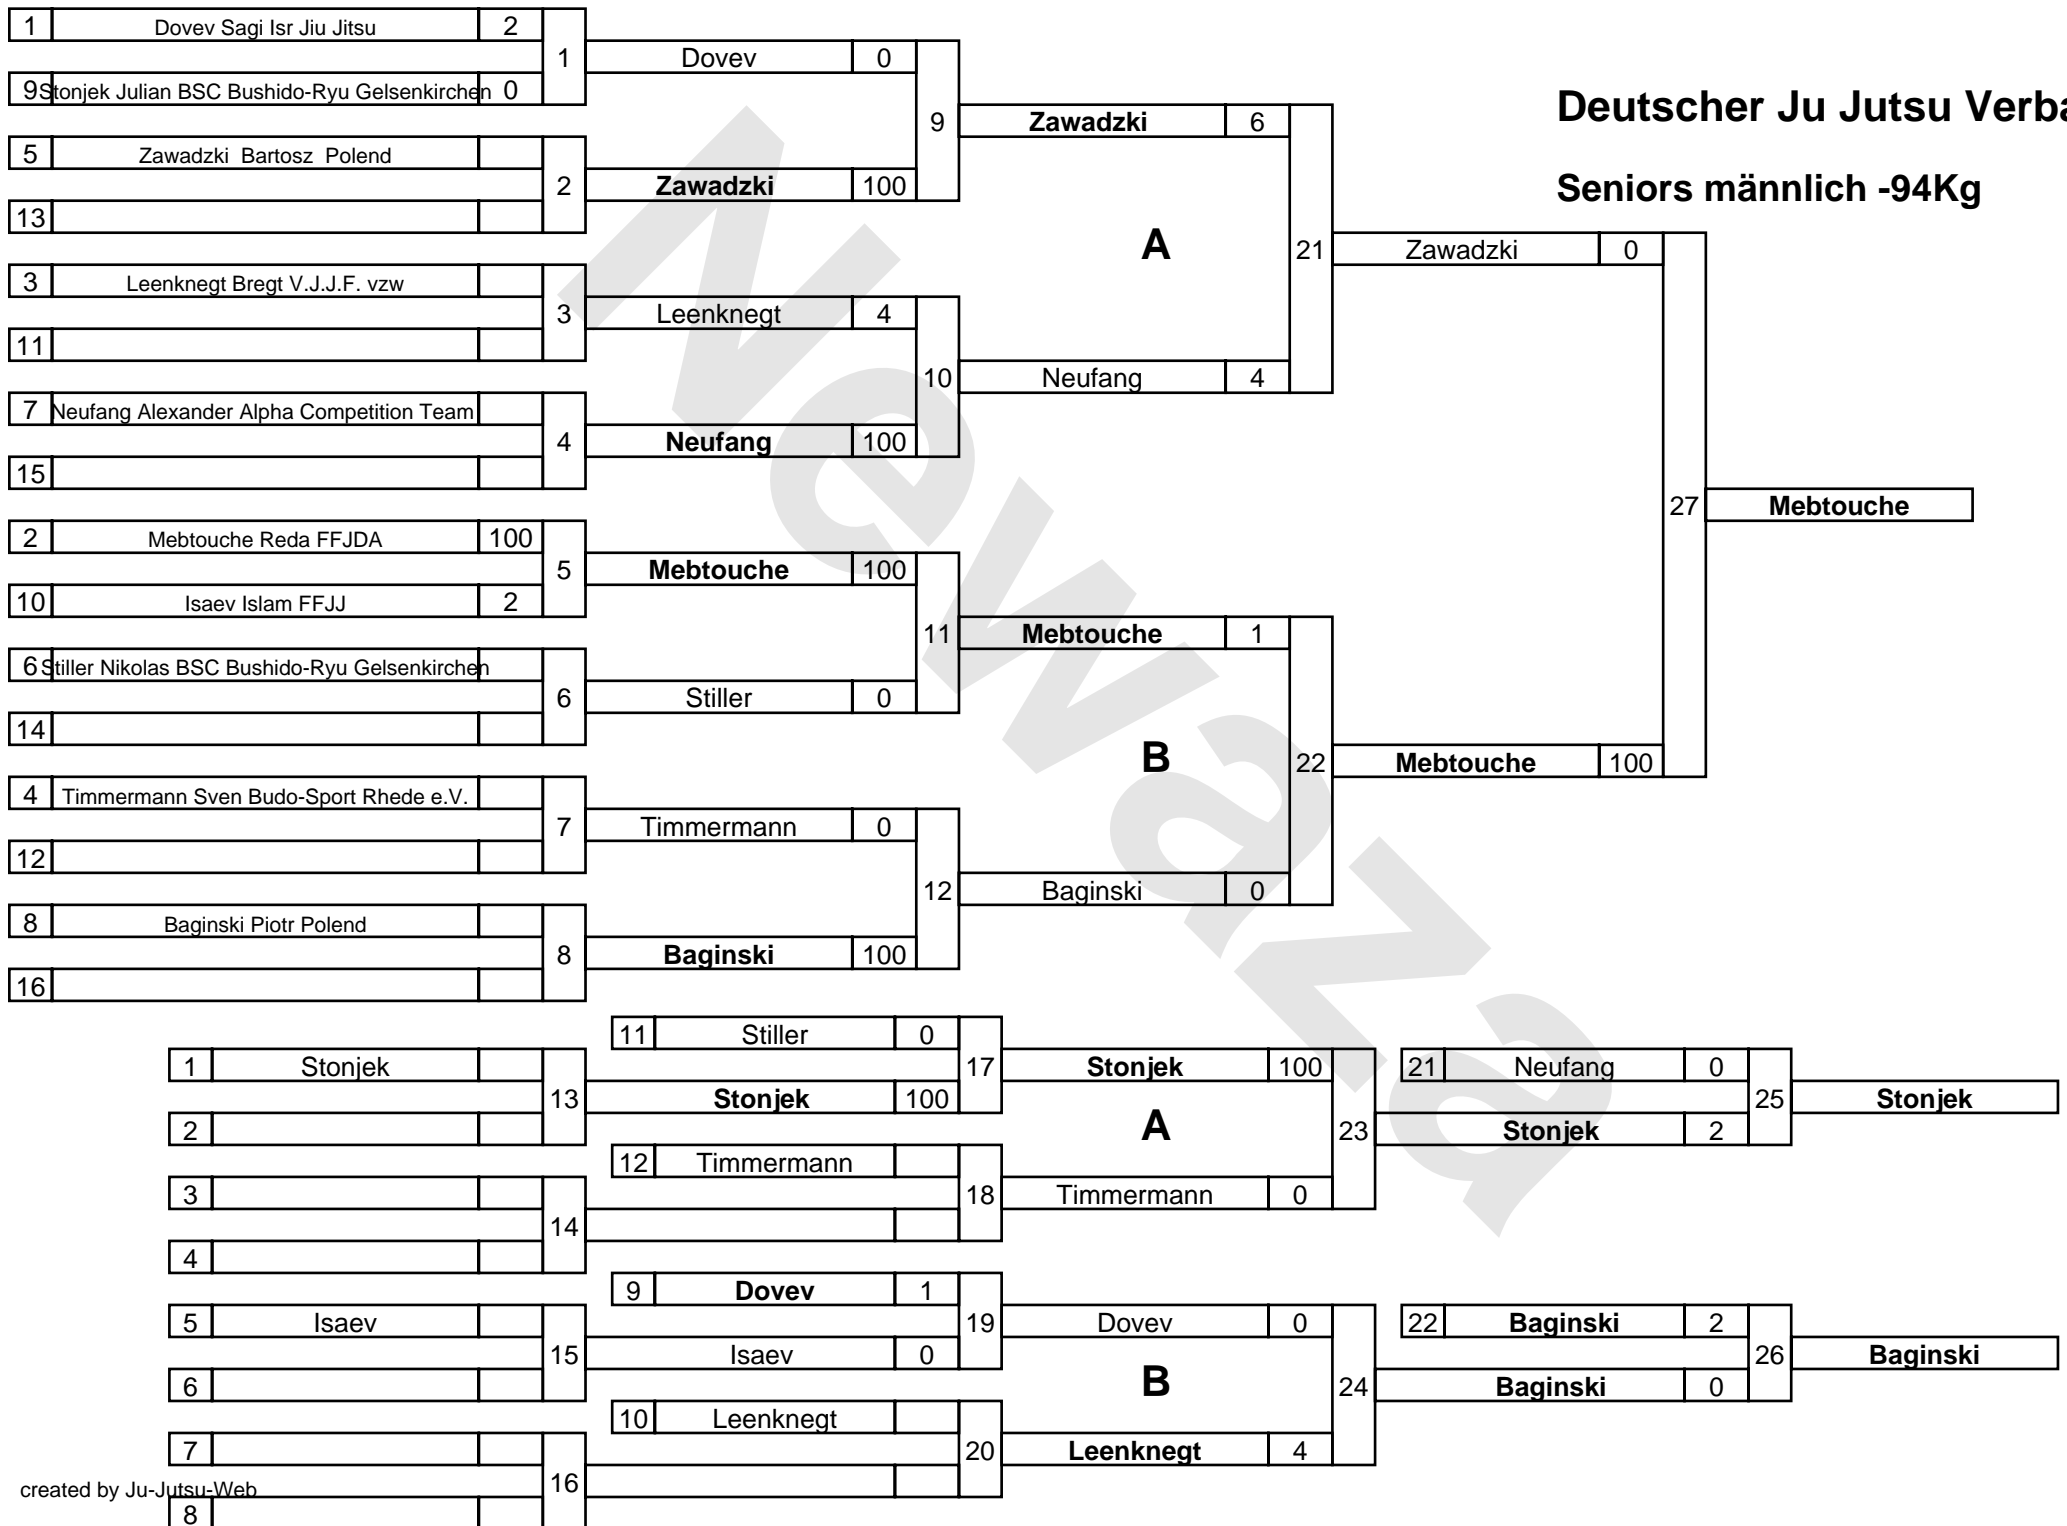 Deutscher Ju Jutsu Verba
Seniors männlich -94Kg
Newaza
1 Dovev Sagi Isr Jiu Jitsu 2
9 Stonjek Julian BSC Bushido-Ryu Gelsenkirchen 0
1
5 Zawadzki Bartosz Polend
13
2
3 Leenknegt Bregt V.J.J.F. vzw
11
3
7 Neufang Alexander Alpha Competition Team
15
4
2 Mebtouche Reda FFJDA 100
10 Isaev Islam FFJJ 2
5
6 Stiller Nikolas BSC Bushido-Ryu Gelsenkirchen
14
6
4 Timmermann Sven Budo-Sport Rhede e.V.
12
7
8 Baginski Piotr Polend
16
8
Dovev 0
Zawadzki 100
9
Leenknegt 4
Neufang 100
10
Mebtouche 100
Stiller 0
11
Timmermann 0
Baginski 100
12
Zawadzki 6
A
Neufang 4
21
Mebtouche 1
B
Baginski 0
22
Zawadzki 0
Mebtouche 100
27
Mebtouche
1 Stonjek
2
13
3
4
14
5 Isaev
6
15
7
8
16
11 Stiller 0
Stonjek 100
17
12 Timmermann
18
9 Dovev 1
Isaev 0
19
10 Leenknegt
20
Stonjek 100
A
Timmermann 0
23
Dovev 0
B
Leenknegt 4
24
21 Neufang 0
Stonjek 2
25
Stonjek
22 Baginski 2
Baginski 0
26
Baginski
created by Ju-Jutsu-Web